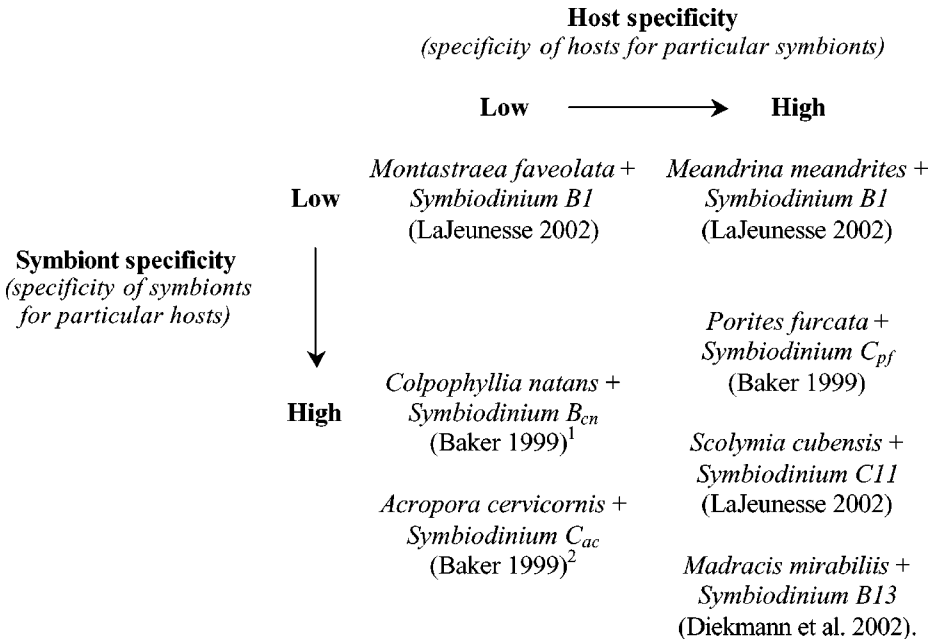 Host specificity
(specificity of hosts for particular symbionts)
Low
High
Symbiont specificity
(specificity of symbionts
for particular hosts)
Low
High
Montastraea faveolata +
Symbiodinium B1
(LaJeunesse 2002)
Meandrina meandrites +
Symbiodinium B1
(LaJeunesse 2002)
Colpophyllia natans +
Symbiodinium Bcn
(Baker 1999)1
Acropora cervicornis +
Symbiodinium Cac
(Baker 1999)2
Porites furcata +
Symbiodinium Cpf
(Baker 1999)
Scolymia cubensis +
Symbiodinium C11
(LaJeunesse 2002)
Madracis mirabiliis +
Symbiodinium B13
(Diekmann et al. 2002).